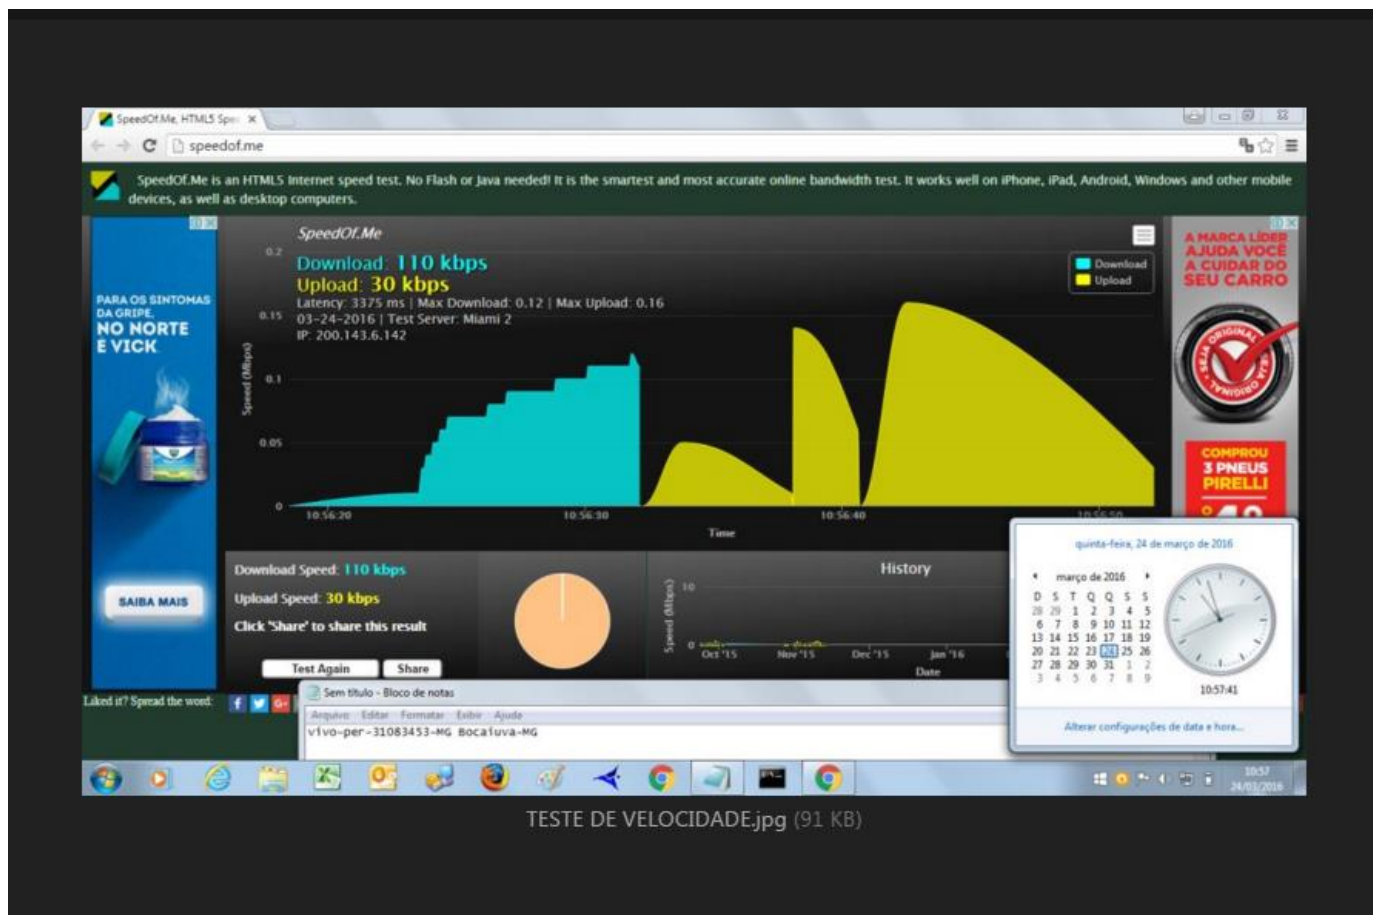 SpeedOf.Me, HTML5 Spee
speedof.me
SpeedOf.Me is an HTML5 Internet speed test. No Flash or Java needed! It is the smartest and most accurate online bandwidth test. It works well on iPhone, iPad, Android, Windows and other mobile
devices, as well as desktop computers.
PARA OS SINTOMAS
DA GRIPE,
NO NORTE
E VICK
SAIBA MAIS
SpeedOf.Me
Download: 110 kbps
Upload: 30 kbps
Latency: 3375 ms | Max Download: 0.12 | Max Upload: 0.16
03-24-2016 | Test Server: Miami 2
IP: 200.143.6.142
Download
Upload
Speed (Mbps)
0.2
0.15
0.1
0.05
0
10:56:20 10:56:30 10:56:40 10:56:50
Time
A MARCA LÍDER
AJUDA VOCÊ
A CUIDAR DO
SEU CARRO
SEJA ORIGINAL
SEJA ORIGINAL
COMPROU
3 PNEUS
PIRELLI
Download Speed: 110 kbps
Upload Speed: 30 kbps
Click 'Share' to share this result
Test Again Share
History
Speed (Mbps)
10
0
Oct '15 Nov '15 Dec '15 Jan '16
Date
Liked it? Spread the word:
Sem título - Bloco de notas
Arquivo Editar Formatar Exibir Ajuda
vivo-per-31083453-MG Bocaiuva-MG
quinta-feira, 24 de março de 2016
março de 2016
D S T Q Q S S
28 29 1 2 3 4 5
6 7 8 9 10 11 12
13 14 15 16 17 18 19
20 21 22 23 24 25 26
27 28 29 30 31 1 2
3 4 5 6 7 8 9
10:57:41
Alterar configurações de data e hora...
10:57
24/03/2016
TESTE DE VELOCIDADE.jpg (91 KB)